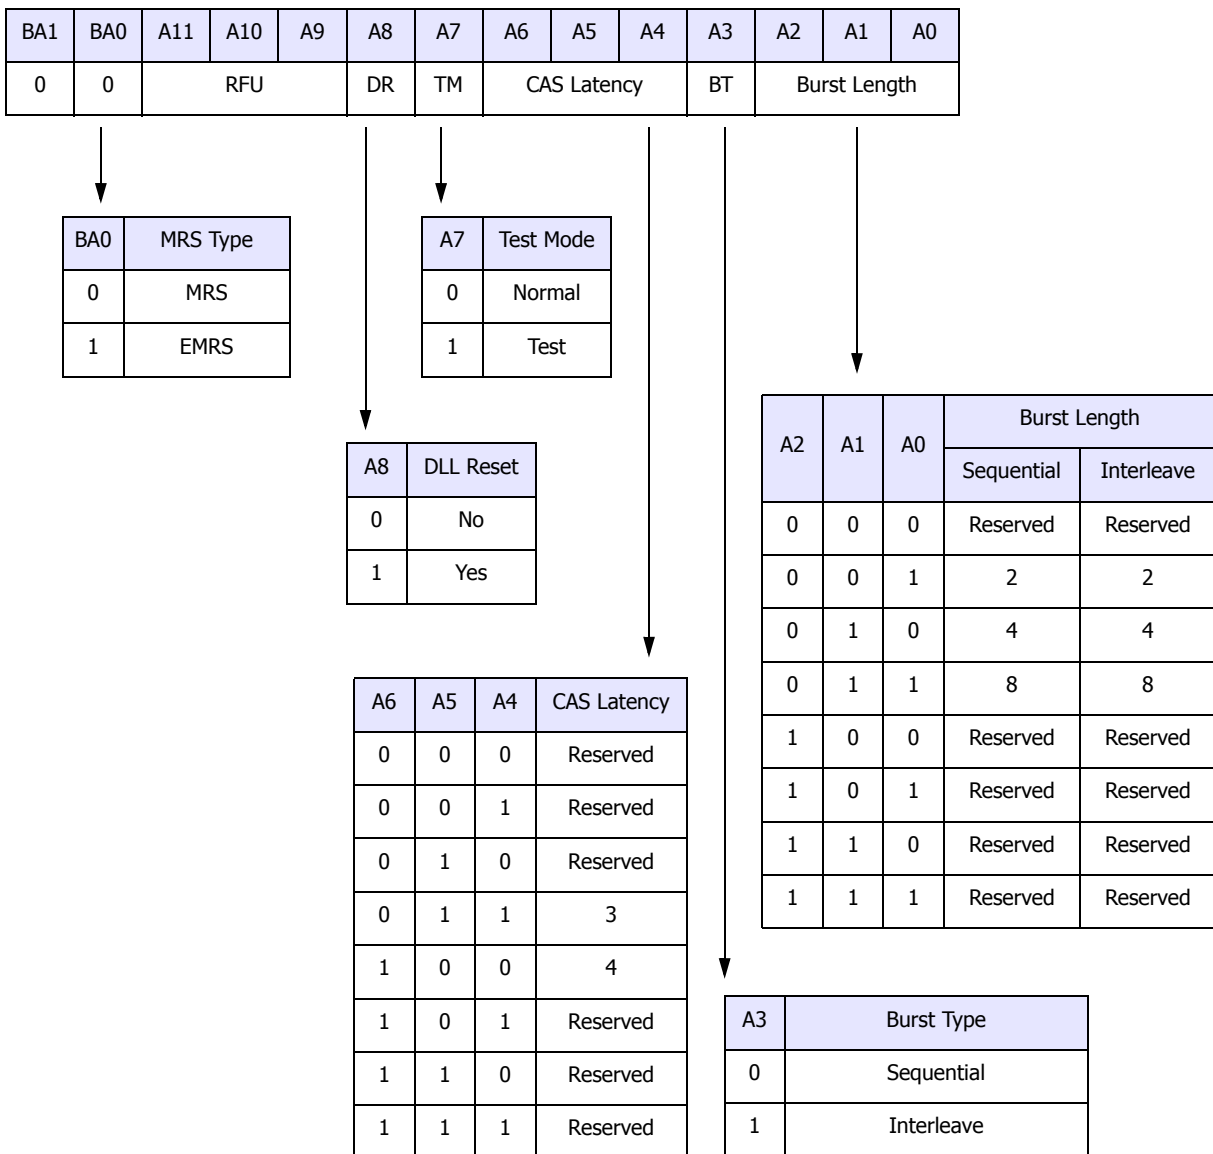 BA1 BA0 A11 A10 A9 A8 A7 A6 A5 A4 A3 A2 A1 A0
0 0 RFU DR TM CAS Latency BT Burst Length
BA0 MRS Type
0 MRS
1 EMRS
A7 Test Mode
0 Normal
1 Test
A8 DLL Reset
0 No
1 Yes
A2 A1 A0 Burst Length
Sequential Interleave
0 0 0 Reserved Reserved
0 0 1 2 2
0 1 0 4 4
0 1 1 8 8
1 0 0 Reserved Reserved
1 0 1 Reserved Reserved
1 1 0 Reserved Reserved
1 1 1 Reserved Reserved
A6 A5 A4 CAS Latency
0 0 0 Reserved
0 0 1 Reserved
0 1 0 Reserved
0 1 1 3
1 0 0 4
1 0 1 Reserved
1 1 0 Reserved
1 1 1 Reserved
A3 Burst Type
0 Sequential
1 Interleave